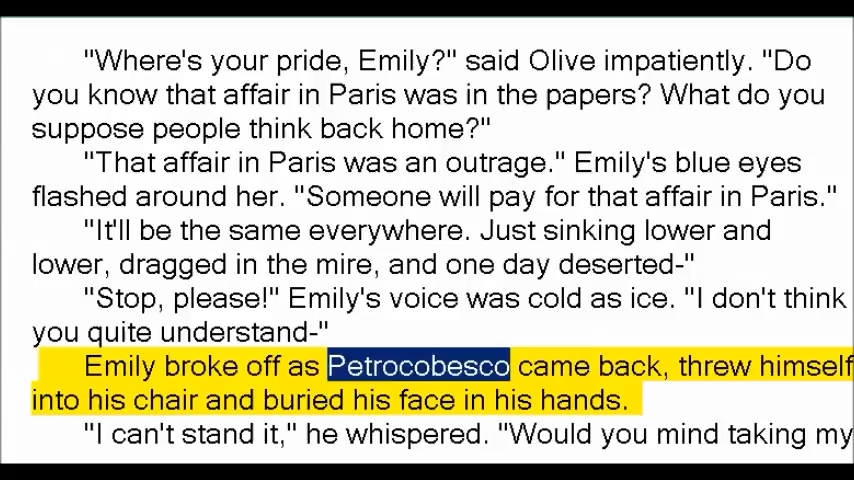 "Where's your pride, Emily?" said Olive impatiently. "Do
you know that affair in Paris was in the papers? What do you
suppose people think back home?"
"That affair in Paris was an outrage." Emily's blue eyes
flashed around her. "Someone will pay for that affair in Paris."
"It'll be the same everywhere. Just sinking lower and
lower, dragged in the mire, and one day deserted-"
"Stop, please!" Emily's voice was cold as ice. "I don't think
you quite understand-"
Emily broke off as Petrocobesco came back, threw himself
into his chair and buried his face in his hands.
"I can't stand it," he whispered. "Would you mind taking my